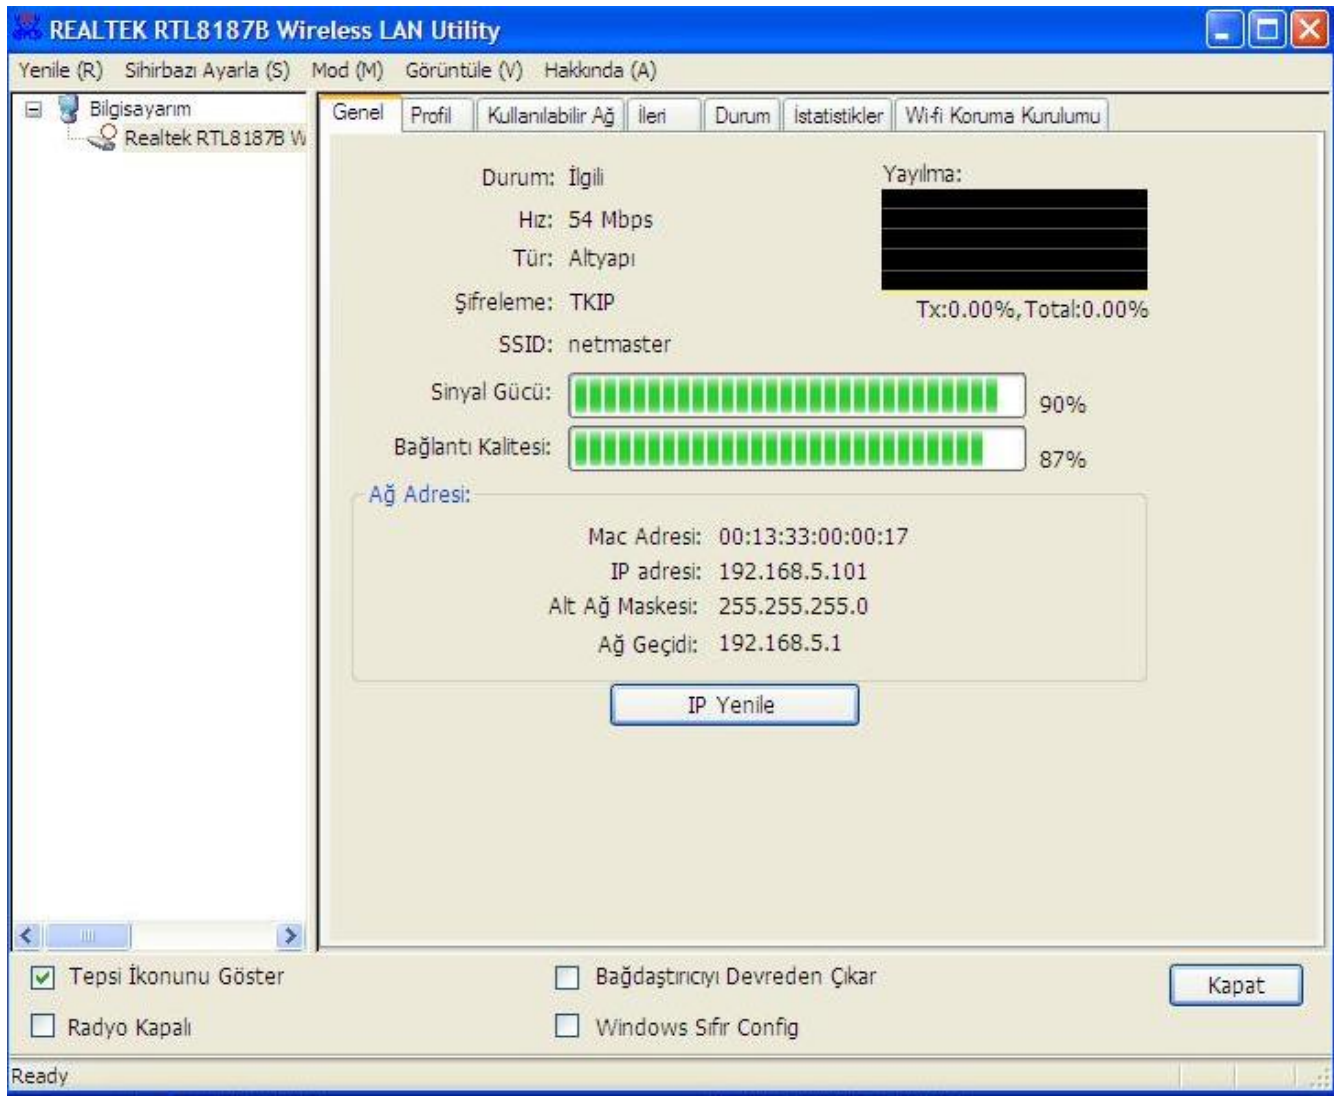 REALTEK RTL8187B Wireless LAN Utility
Yenile (R) Sihirbazı Ayarla (S) Mod (M) Görüntüle (V) Hakkında (A)
Bilgisayarım
Realtek RTL8187B W
Genel Profil Kullanılabilir Ağ İleri Durum İstatistikler Wi-fi Koruma Kurulumu
Durum: İlgili
Yayılma:
Hız: 54 Mbps
Tür: Altyapı
Şifreleme: TKIP
Tx:0.00%, Total:0.00%
SSID: netmaster
Sinyal Gücü: 90%
Bağlantı Kalitesi: 87%
Ağ Adresi:
Mac Adresi: 00:13:33:00:00:17
IP adresi: 192.168.5.101
Alt Ağ Maskesi: 255.255.255.0
Ağ Geçidi: 192.168.5.1
IP Yenile
Tepsi İkonunu Göster
Bağdaştırıcıyı Devreden Çıkar
Kapat
Radyo Kapalı
Windows Sıfır Config
Ready